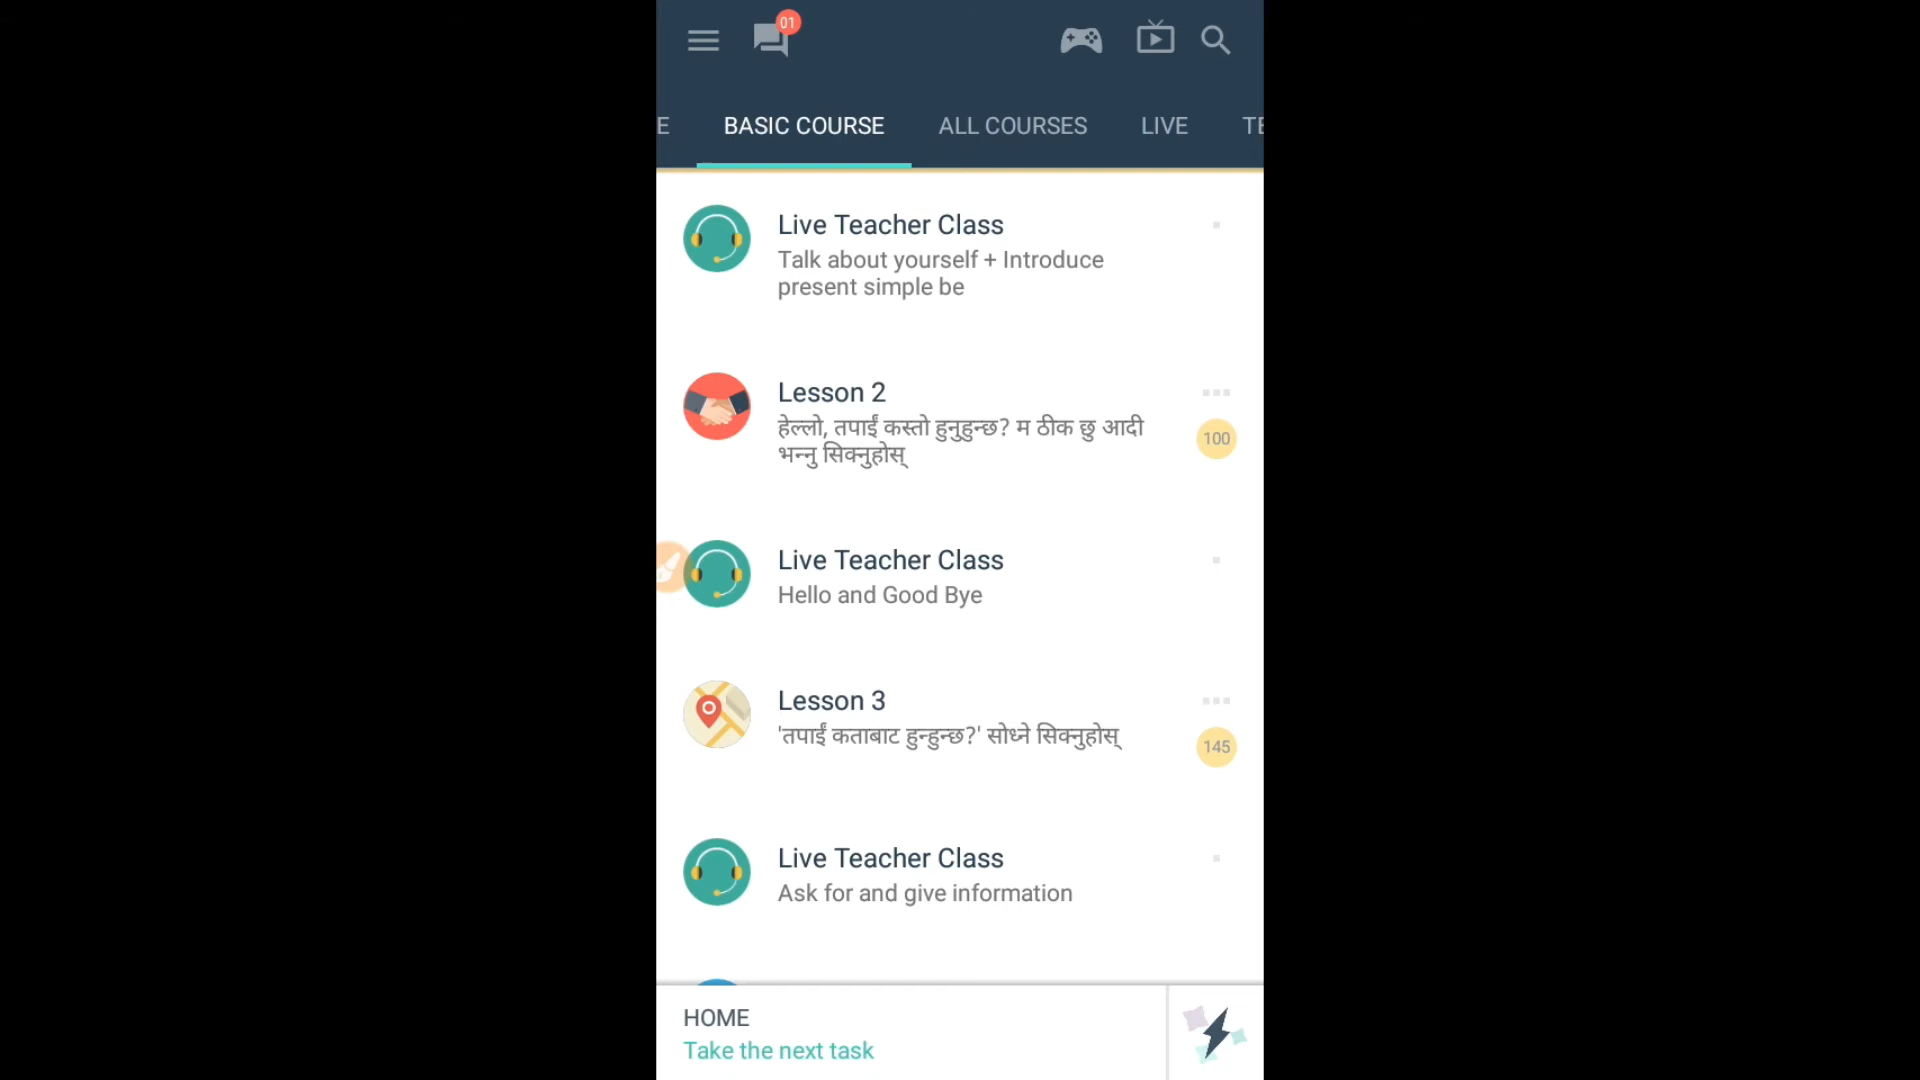 01
E BASIC COURSE ALL COURSES LIVE TE
Live Teacher Class
Talk about yourself + Introduce
present simple be
Lesson 2
हेल्लो, तपाईं कस्तो हुनुहुन्छ? म ठीक छु आदी
भन्नु सिक्नुहोस्
100
Live Teacher Class
Hello and Good Bye
Lesson 3
'तपाईं कताबाट हुन्हुन्छ?' सोध्ने सिक्नुहोस्
145
Live Teacher Class
Ask for and give information
HOME
Take the next task